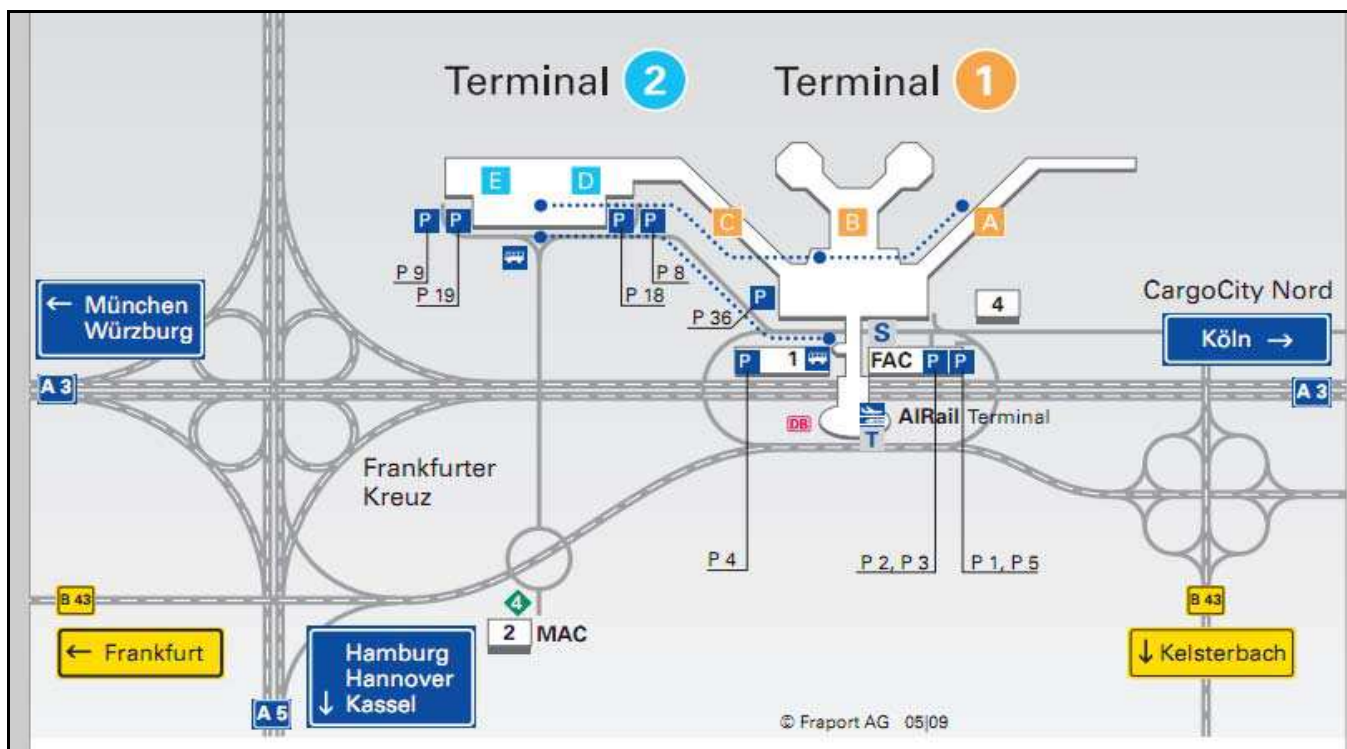 Terminal 2
Terminal 1
E
D
C
B
A
P
P
P
P
P 9
P 19
P 18
P 8
P
P 36
← München
Würzburg
4
CargoCity Nord
Köln →
S
P
1
FAC
P
P
A 3
A 3
DB
AIRail Terminal
T
Frankfurter
Kreuz
P 4
P 2, P 3
P 1, P 5
B 43
← Frankfurt
4
2
MAC
Hamburg
Hannover
↓ Kassel
A 5
B 43
↓ Kelsterbach
© Fraport AG 05|09